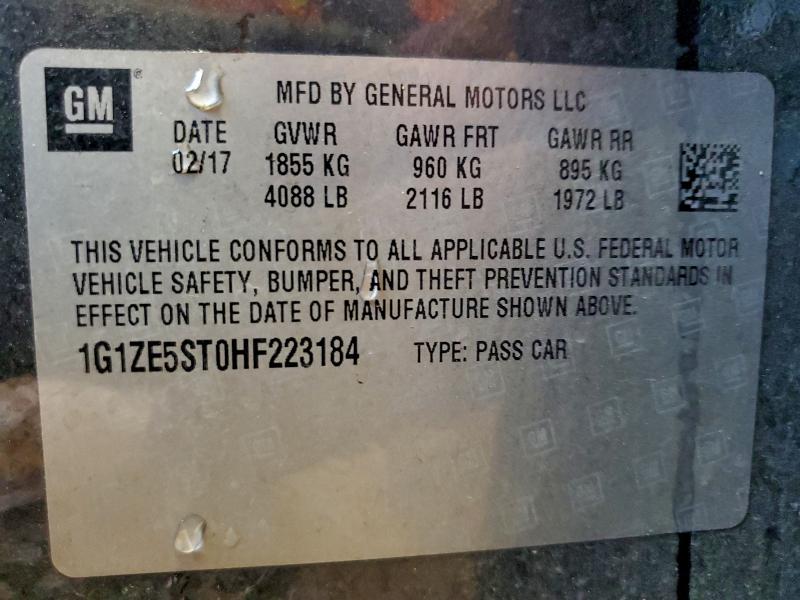 GM
MFD BY GENERAL MOTORS LLC
DATE GVWR GAWR FRT GAWR RR
02/17 1855 KG 960 KG 895 KG
4088 LB 2116 LB 1972 LB
THIS VEHICLE CONFORMS TO ALL APPLICABLE U.S. FEDERAL MOTOR
VEHICLE SAFETY, BUMPER, AND THEFT PREVENTION STANDARDS IN
EFFECT ON THE DATE OF MANUFACTURE SHOWN ABOVE.
1G1ZE5ST0HF223184 TYPE: PASS CAR